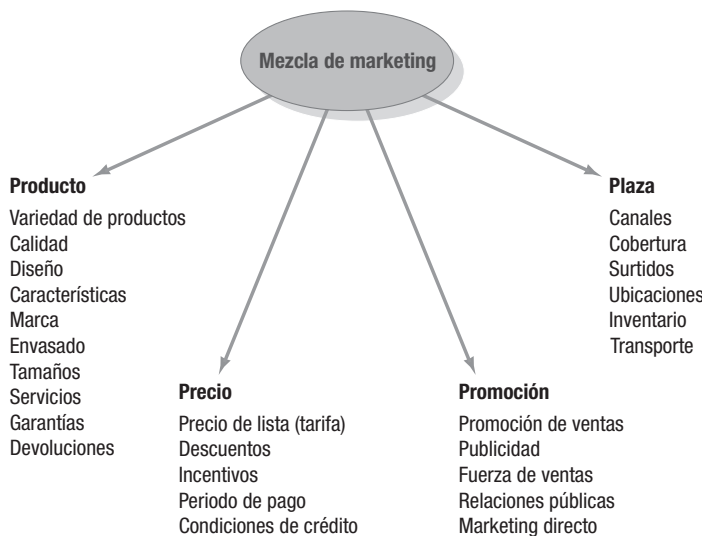 Mezcla de marketing
Producto
Variedad de productos
Calidad
Diseño
Características
Marca
Envasado
Tamaños
Servicios
Garantías
Devoluciones
Precio
Precio de lista (tarifa)
Descuentos
Incentivos
Periodo de pago
Condiciones de crédito
Promoción
Promoción de ventas
Publicidad
Fuerza de ventas
Relaciones públicas
Marketing directo
Plaza
Canales
Cobertura
Surtidos
Ubicaciones
Inventario
Transporte